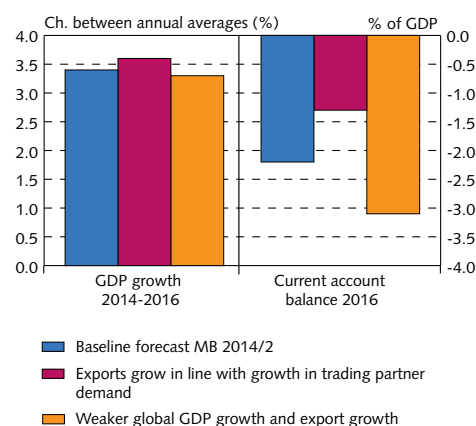 Ch. between annual averages (%)
% of GDP
4.0
3.5
3.0
2.5
2.0
1.5
1.0
0.5
0.0
0.0
-0.5
-1.0
-1.5
-2.0
-2.5
-3.0
-3.5
-4.0
GDP growth
2014-2016
Current account
balance 2016
Baseline forecast MB 2014/2
Exports grow in line with growth in trading partner
demand
Weaker global GDP growth and export growth